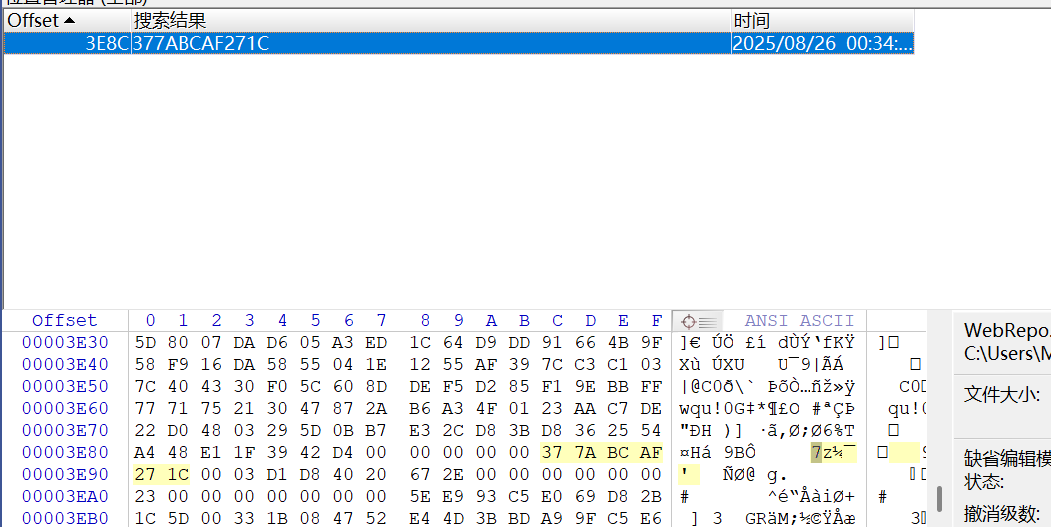 Offset 搜索结果 时间
3E8C 377ABCAF271C 2025/08/26 00:34:...
Offset 0 1 2 3 4 5 6 7 8 9 A B C D E F ANSI ASCII
00003E30 5D 80 07 DA D6 05 A3 ED 1C 64 D9 DD 91 66 4B 9F ]€ ÚÖ £í dÙÝ‘fKŸ
00003E40 58 F9 16 DA 58 55 04 1E 12 55 AF 39 7C C3 C1 03 Xù ÚXU U¯9|ÃÁ
00003E50 7C 40 43 30 F0 5C 60 8D DE F5 D2 85 F1 9E BB FF |@C0ð\` ÞõÒ…ñž»ÿ
00003E60 77 71 75 21 30 47 87 2A B6 A3 4F 01 23 AA C7 DE wqu!0G‡*¶£O #ªÇÞ
00003E70 22 D0 48 03 29 5D 0B B7 E3 2C D8 3B D8 36 25 54 "ÐH )] ·ã,Ø;Ø6%T
00003E80 A4 48 E1 1F 39 42 D4 00 00 00 00 00 37 7A BC AF ¤Há 9BÔ 7z¼¯
00003E90 27 1C 00 03 D1 D8 40 20 67 2E 00 00 00 00 00 00 ' ÑØ@ g.
00003EA0 23 00 00 00 00 00 00 00 5E E9 93 C5 E0 69 D8 2B # ^é“ÅàiØ+
00003EB0 1C 5D 00 33 1B 08 47 52 E4 4D 3B BD A9 9F C5 E6 ] 3 GRäM;½©ŸÅæ
WebRepo.
C:\Users\M
文件大小:
缺省编辑模
状态:
撤消级数: